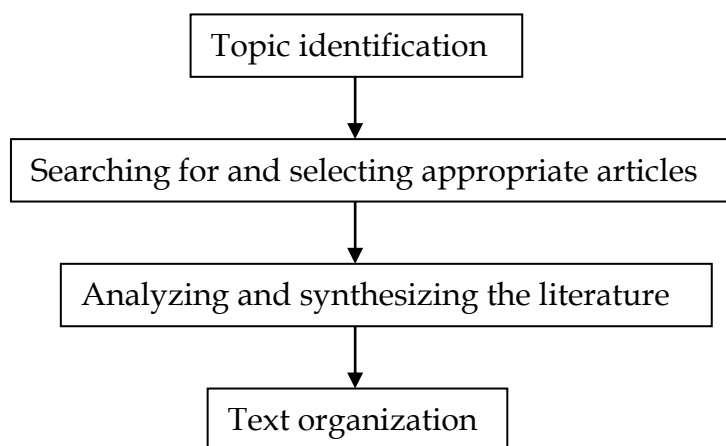 Topic identification
Searching for and selecting appropriate articles
Analyzing and synthesizing the literature
Text organization